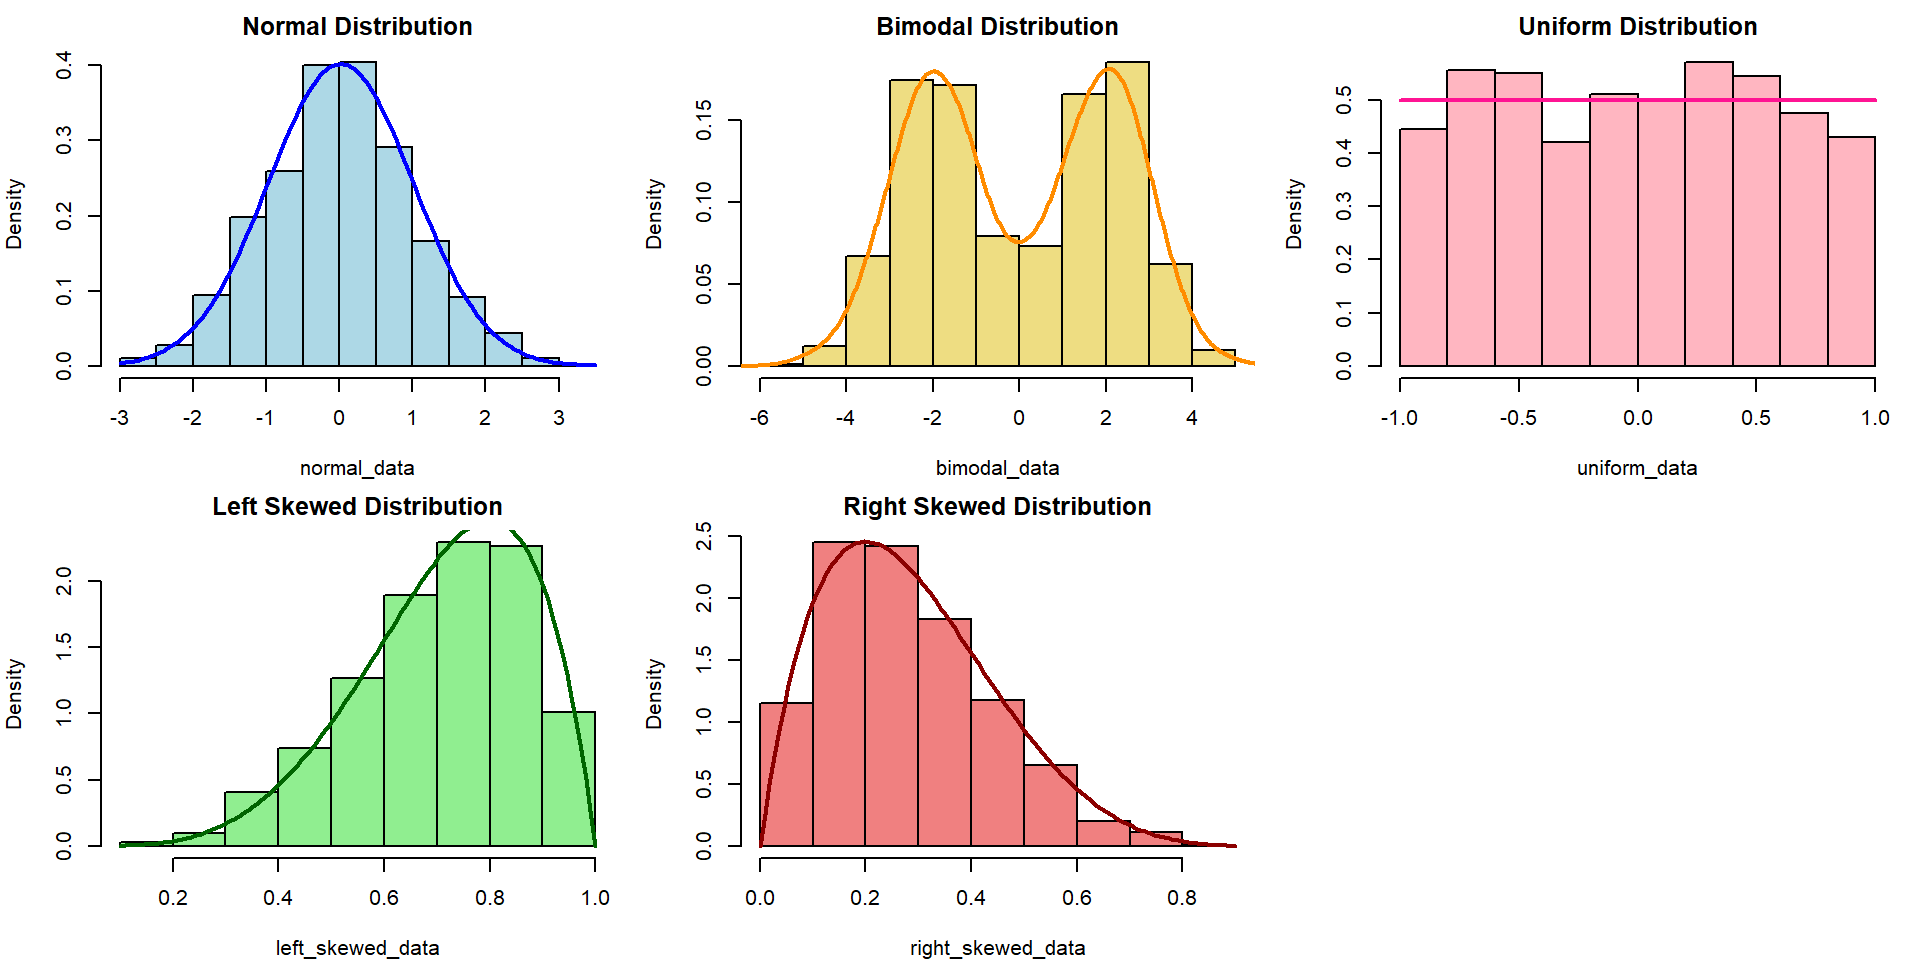 Normal Distribution
Density
0.0 0.1 0.2 0.3 0.4
-3 -2 -1 0 1 2 3
normal_data
Bimodal Distribution
Density
0.00 0.05 0.10 0.15
-6 -4 -2 0 2 4
bimodal_data
Uniform Distribution
Density
0.0 0.1 0.2 0.3 0.4 0.5
-1.0 -0.5 0.0 0.5 1.0
uniform_data
Left Skewed Distribution
Density
0.0 0.5 1.0 1.5 2.0
0.2 0.4 0.6 0.8 1.0
left_skewed_data
Right Skewed Distribution
Density
0.0 0.5 1.0 1.5 2.0 2.5
0.0 0.2 0.4 0.6 0.8
right_skewed_data